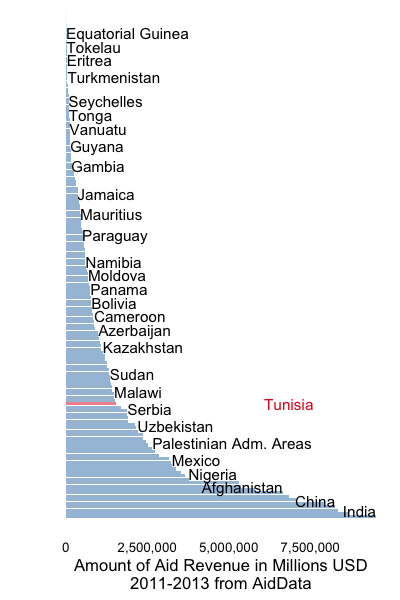 Equatorial Guinea
Tokelau
Eritrea
Turkmenistan
Seychelles
Tonga
Vanuatu
Guyana
Gambia
Jamaica
Mauritius
Paraguay
Namibia
Moldova
Panama
Bolivia
Cameroon
Azerbaijan
Kazakhstan
Sudan
Malawi
Tunisia
Serbia
Uzbekistan
Palestinian Adm. Areas
Mexico
Nigeria
Afghanistan
China
India
0 2,500,000 5,000,000 7,500,000
Amount of Aid Revenue in Millions USD
2011-2013 from AidData